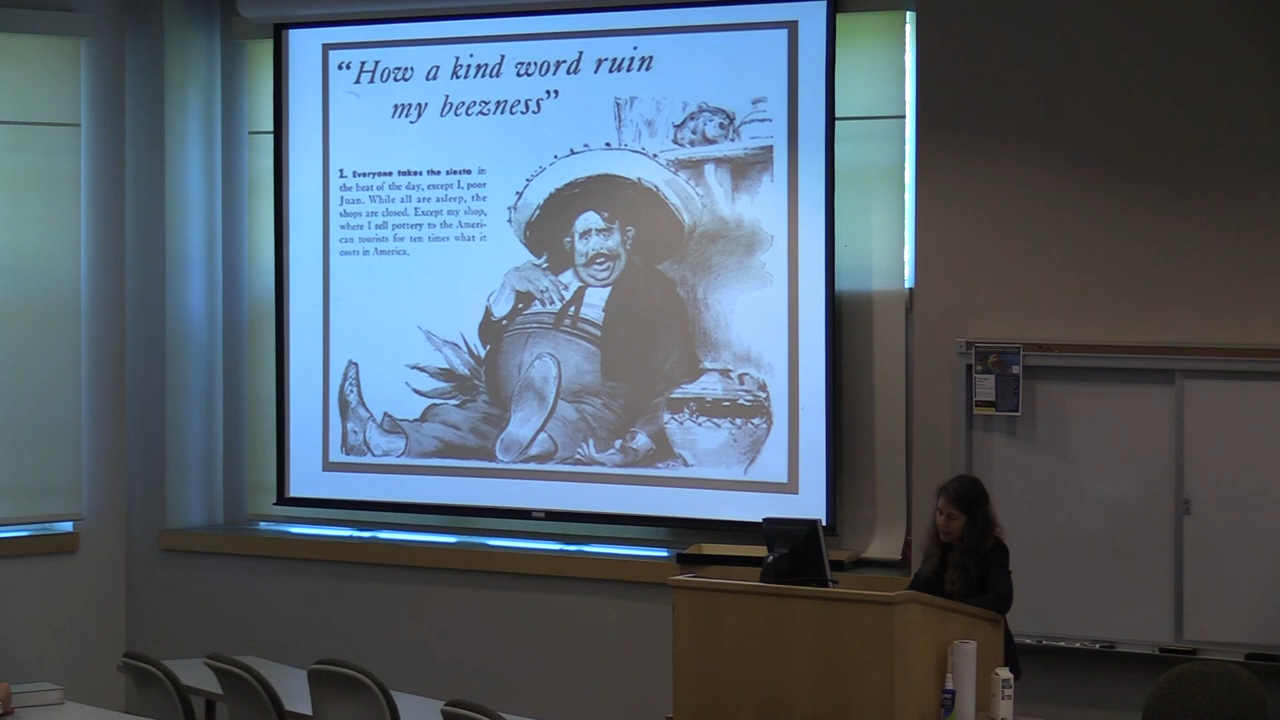 “How a kind word ruin
my beezness”
1. Everyone takes the siesta in
the heat of the day, except I, poor
Juan. While all are asleep, the
shops are closed. Except my shop,
where I sell pottery to the Ameri-
can tourists for ten times what it
costs in America.